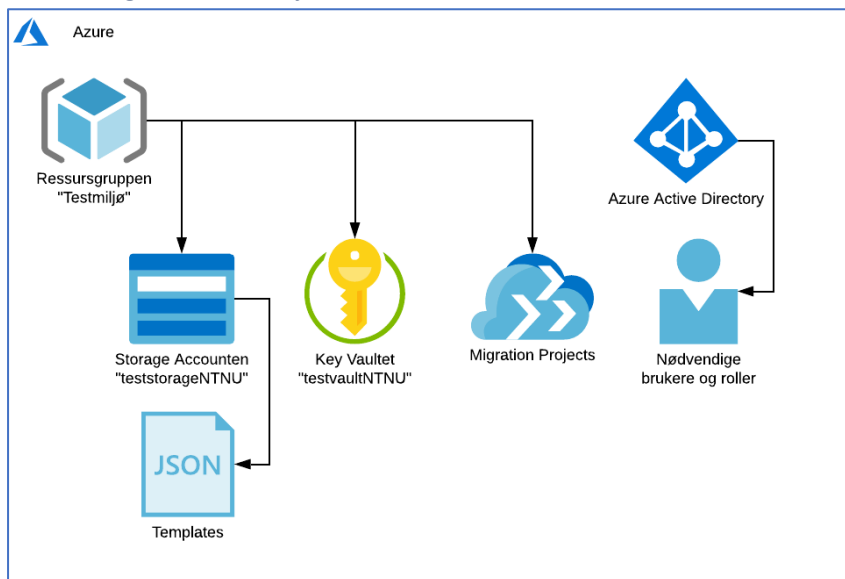 Azure
Ressursgruppen
"Testmiljø"
Azure Active Directory
Storage Accounten
"teststorageNTNU"
Key Vaultet
"testvaultNTNU"
Migration Projects
Nødvendige
brukere og roller
JSON
Templates